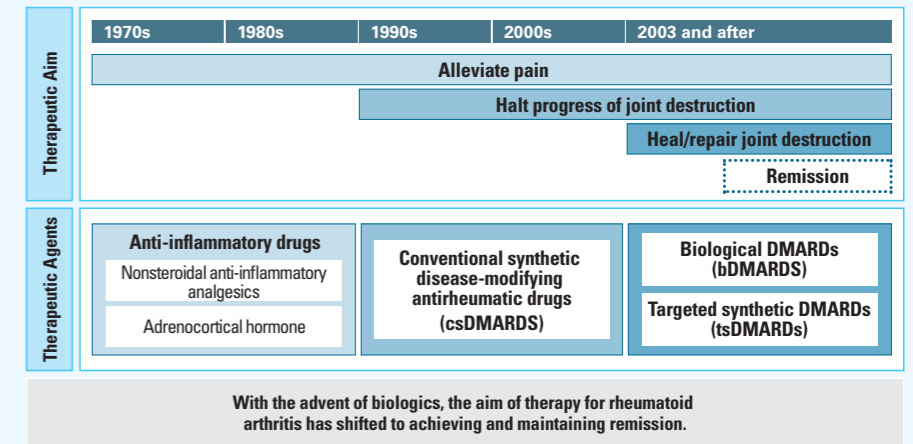 Therapeutic Aim
1970s 1980s 1990s 2000s 2003 and after
Alleviate pain
Halt progress of joint destruction
Heal/repair joint destruction
Remission
Therapeutic Agents
Anti-inflammatory drugs
Nonsteroidal anti-inflammatory
analgesics
Adrenocortical hormone
Conventional synthetic
disease-modifying
antirheumatic drugs
(csDMARDS)
Biological DMARDs
(bDMARDS)
Targeted synthetic DMARDs
(tsDMARDs)
With the advent of biologics, the aim of therapy for rheumatoid
arthritis has shifted to achieving and maintaining remission.